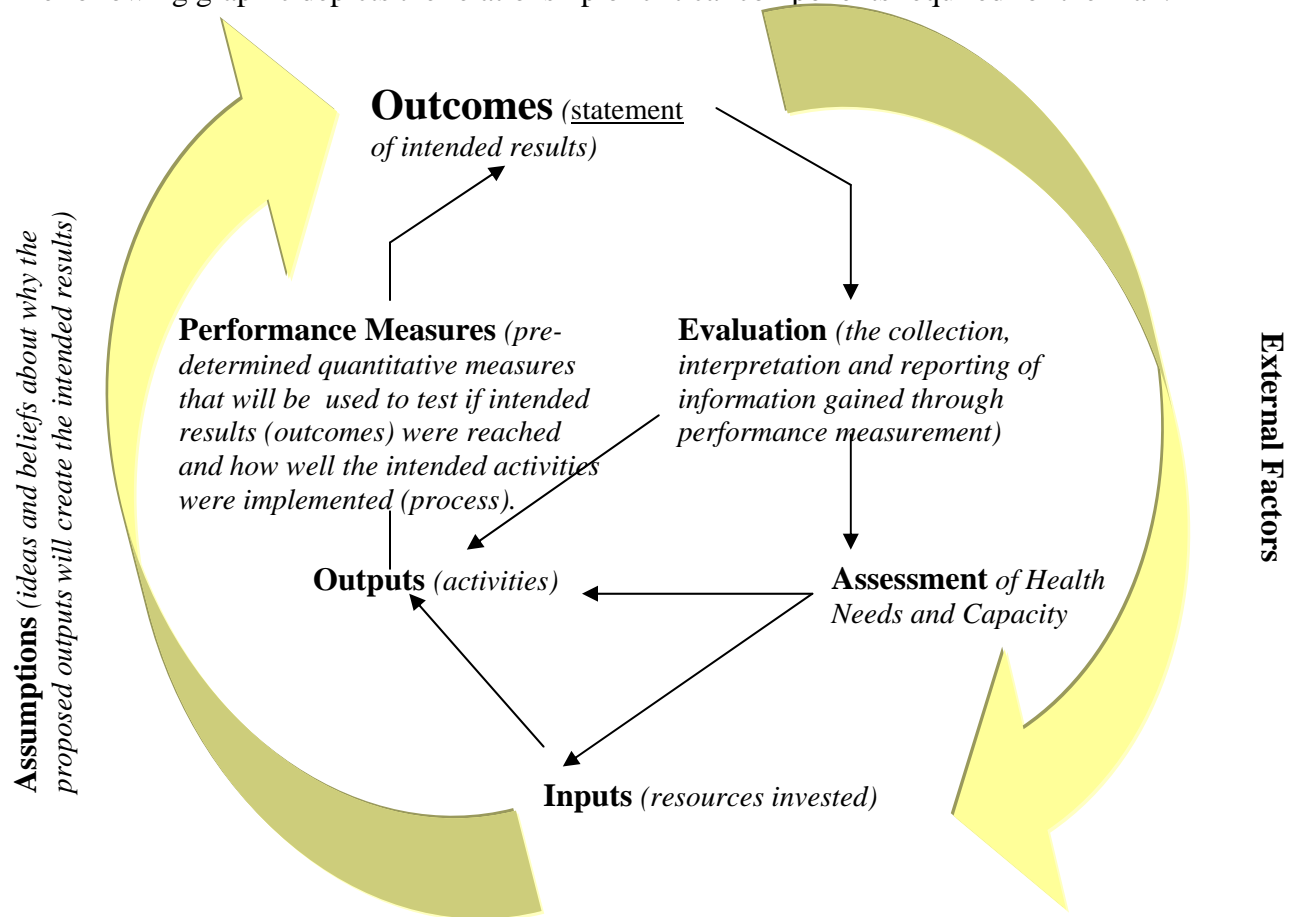 Outcomes (statement
of intended results)
Performance Measures (pre-
determined quantitative measures
that will be used to test if intended
results (outcomes) were reached
and how well the intended activities
were implemented (process).
Evaluation (the collection,
interpretation and reporting of
information gained through
performance measurement)
Outputs (activities)
Assessment of Health
Needs and Capacity
Inputs (resources invested)
Assumptions (ideas and beliefs about why the
proposed outputs will create the intended results)
External Factors